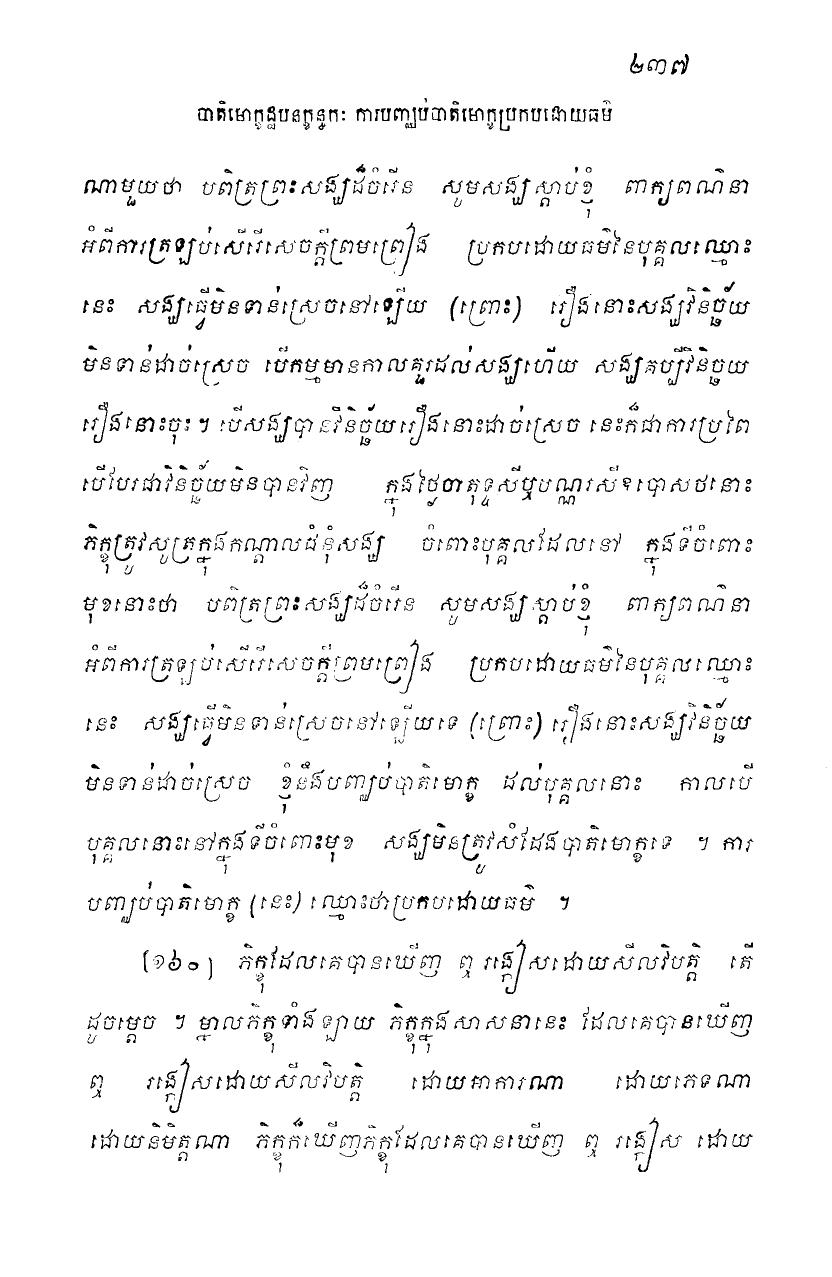 ២៣៧
បាតិមោក្ខដ្ឋបនក្ខន្ធកៈ ការបញ្ឈប់បាតិមោក្ខប្រកបដោយធម៌
ណាមួយថា បពិត្រព្រះសង្ឃដ៏ចំរើន សូមសង្ឃស្តាប់ខ្ញុំ ពាក្យពណ៌នា
អំពីការត្រឡប់សើរើសេចក្តីព្រមព្រៀង ប្រកបដោយធម៌នៃបុគ្គលឈ្មោះ
នេះ សង្ឃធ្វើមិនទាន់ស្រេចនៅឡើយ (ព្រោះ) រឿងនោះសង្ឃវិនិច្ឆ័យ
មិនទាន់ដាច់ស្រេច បើកម្មមានកាលគួរដល់សង្ឃហើយ សង្ឃគប្បីវិនិច្ឆយ
រឿងនោះចុះ ។ បើសង្ឃបានវិនិច្ឆ័យរឿងនោះដាច់ស្រេច នេះក៏ជាការប្រពៃ
បើបែរជាវិនិច្ឆ័យមិនបានវិញ ក្នុងថ្ងៃចាតុទ្ទសីឬបណ្ណរសីឧបោសថនោះ
ភិក្ខុត្រូវសូត្រក្នុងកណ្តាលជំនុំសង្ឃ ចំពោះបុគ្គលដែលនៅ ក្នុងទីចំពោះ
មុខនោះថា បពិត្រព្រះសង្ឃដ៏ចំរើន សូមសង្ឃស្តាប់ខ្ញុំ ពាក្យពណ៌នា
អំពីការត្រឡប់សើរើសេចក្តីព្រមព្រៀង ប្រកបដោយធម៌នៃបុគ្គលឈ្មោះ
នេះ សង្ឃធ្វើមិនទាន់ស្រេចនៅឡើយទេ (ព្រោះ) រឿងនោះសង្ឃវិនិច្ឆ័យ
មិនទាន់ដាច់ស្រេច ខ្ញុំនឹងបញ្ឈប់បាតិមោក្ខ ដល់បុគ្គលនោះ កាលបើ
បុគ្គលនោះនៅក្នុងទីចំពោះមុខ សង្ឃមិនត្រូវសំដែងបាតិមោក្ខទេ ។ ការ
បញ្ឈប់បាតិមោក្ខ (នេះ) ឈ្មោះថាប្រកបដោយធម៌ ។
(១៦០) ភិក្ខុដែលគេបានឃើញ ឮ រង្កៀសដោយសីលវិបត្តិ តើ
ដូចម្តេច ។ ម្នាលភិក្ខុទាំងឡាយ ភិក្ខុក្នុងសាសនានេះ ដែលគេបានឃើញ
ឮ រង្កៀសដោយសីលវិបត្តិ ដោយអាការណា ដោយភេទណា
ដោយនិមិត្តណា ភិក្ខុក៏ឃើញភិក្ខុដែលគេបានឃើញ ឮ រង្កៀស ដោយ